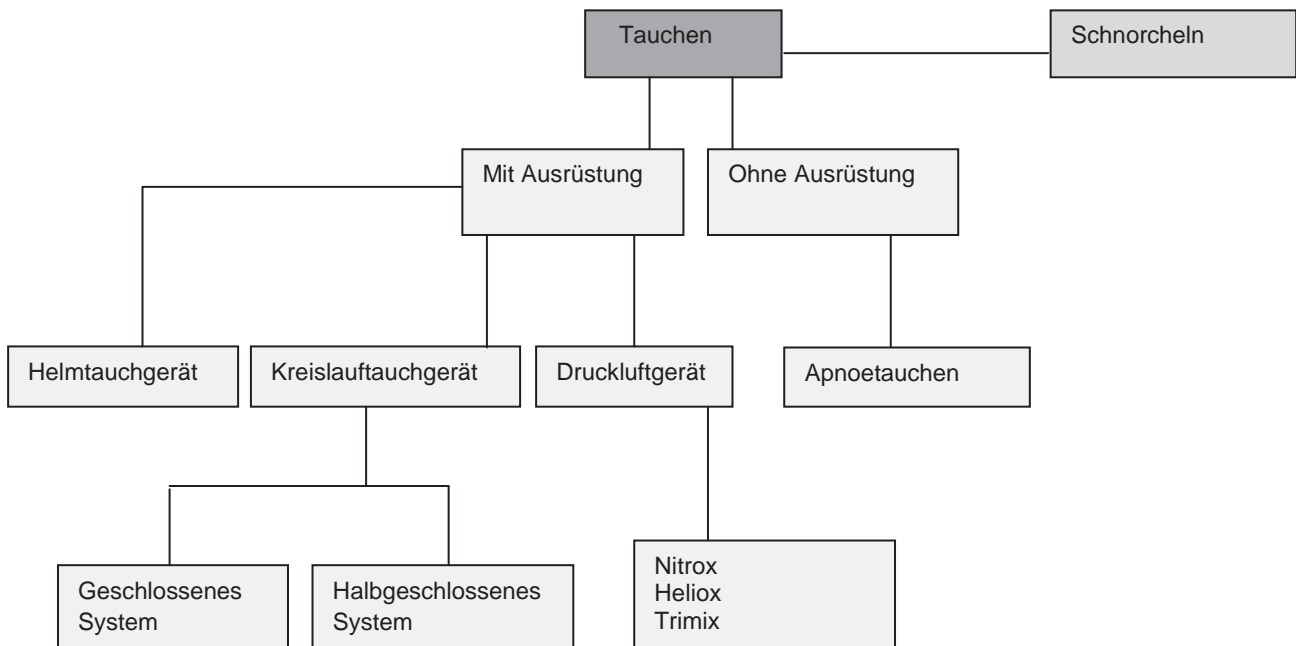 Tauchen
Schnorcheln
Mit Ausrüstung
Ohne Ausrüstung
Helmtauchgerät
Kreislauftauchgerät
Druckluftgerät
Apnoetauchen
Geschlossenes
System
Halbgeschlossenes
System
Nitrox
Heliox
Trimix